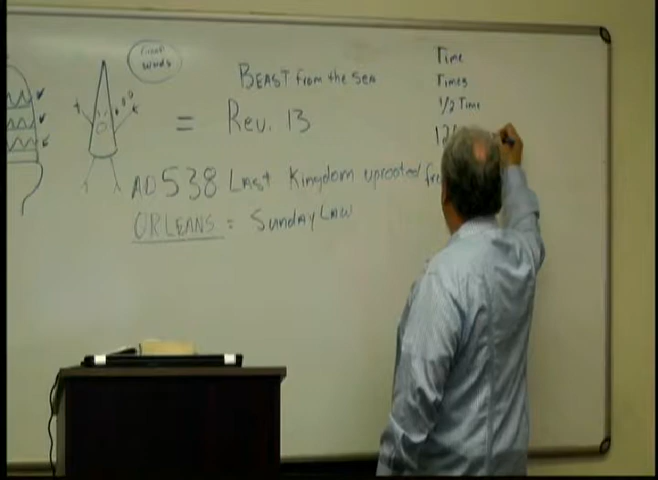 Great words
BEAST from the SEA
= Rev. 13
AD 538 Last Kingdom uprooted
ORLEANS = Sunday Law
Time
Times
1/2 Time